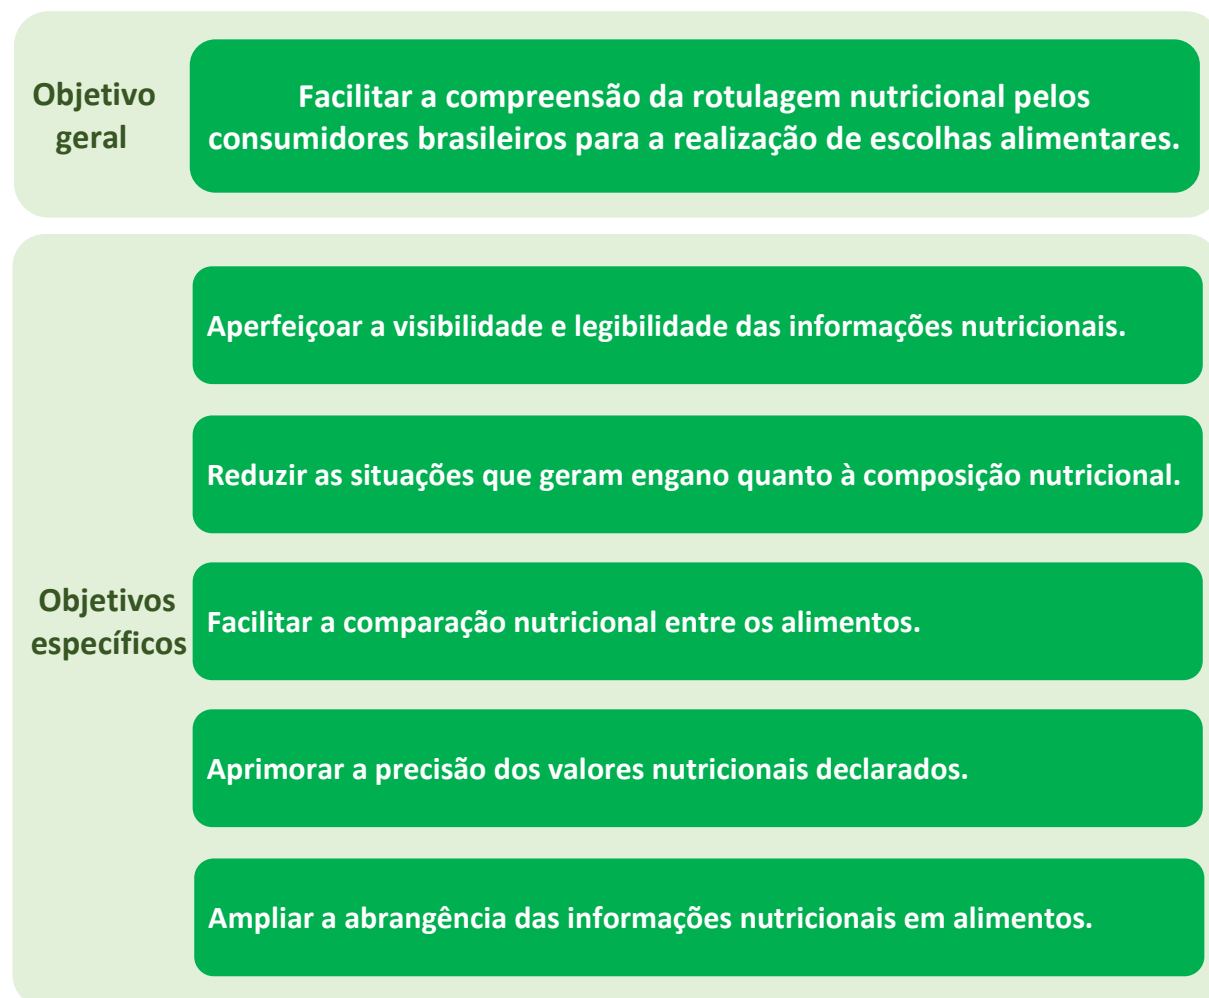 Objetivo
geral
Facilitar a compreensão da rotulagem nutricional pelos
consumidores brasileiros para a realização de escolhas alimentares.
Objetivos
específicos
Aperfeiçoar a visibilidade e legibilidade das informações nutricionais.
Reduzir as situações que geram engano quanto à composição nutricional.
Facilitar a comparação nutricional entre os alimentos.
Aprimorar a precisão dos valores nutricionais declarados.
Ampliar a abrangência das informações nutricionais em alimentos.